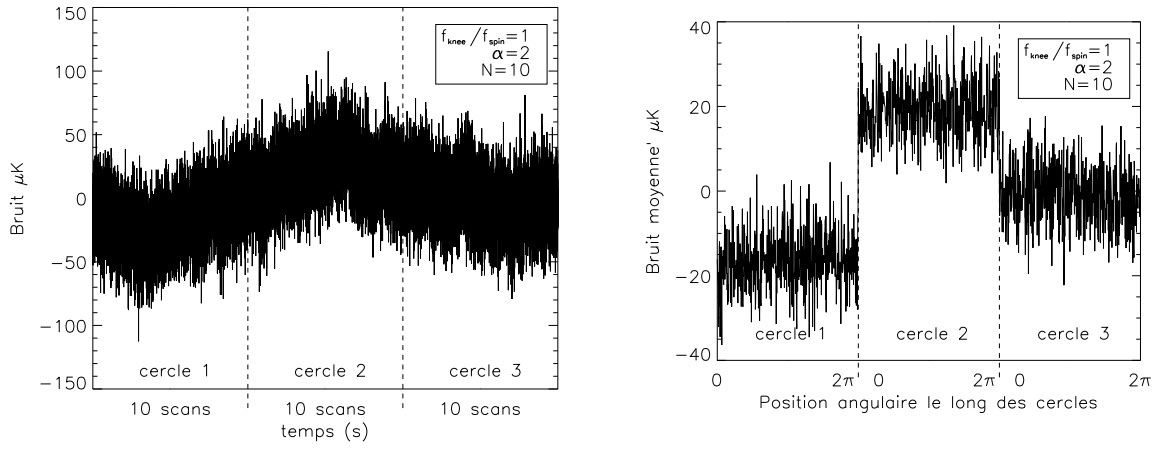 150
100
50
0
−50
−100
−150
Bruit μK
f_knee/f_spin=1
α=2
N=10
cercle 1
cercle 2
cercle 3
10 scans
10 scans
10 scans
temps (s)
40
20
0
−20
−40
Bruit moyenne' μK
f_knee/f_spin=1
α=2
N=10
cercle 1
cercle 2
cercle 3
0
2π
0
2π
0
2π
Position angulaire le long des cercles